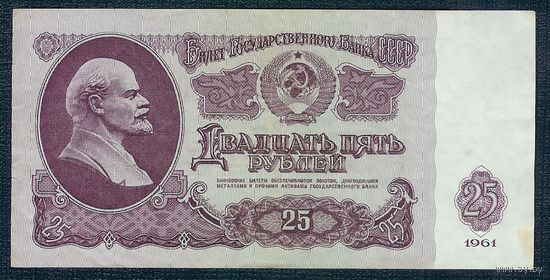 Билет Государственного Банка СССР
Двадцать пять
рублей
БАНКОВСКИЕ БИЛЕТЫ ОБЕСПЕЧИВАЮТСЯ ЗОЛОТОМ, ДРАГОЦЕННЫМИ
МЕТАЛЛАМИ И ПРОЧИМИ АКТИВАМИ ГОСУДАРСТВЕННОГО БАНКА
25
25
25
25
1961